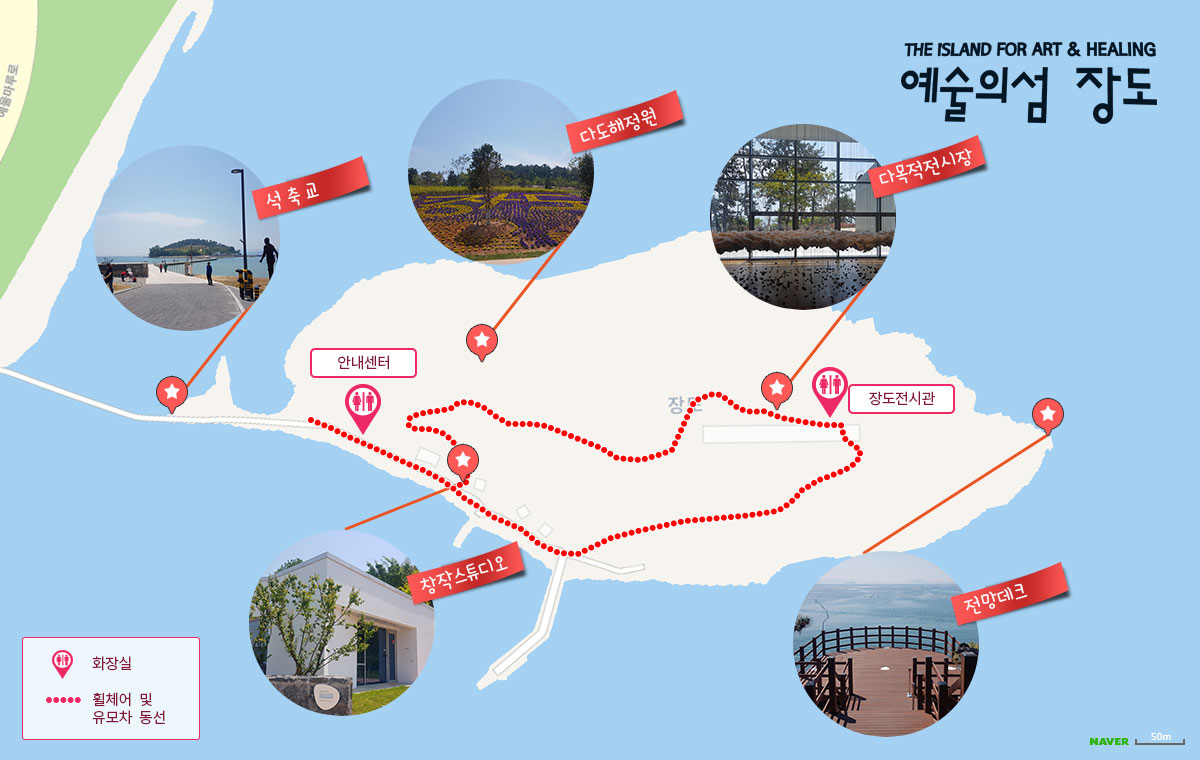 THE ISLAND FOR ART & HEALING
예술의섬 장도
예울마루로
다도해정원
다목적전시장
석축교
안내센터
장도
장도전시관
창작스튜디오
전망데크
화장실
휠체어 및
유모차 동선
NAVER
50m